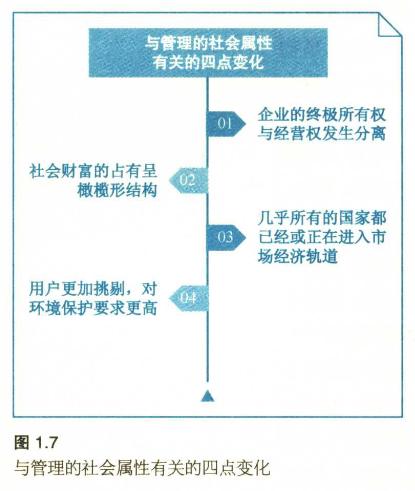 与管理的社会属性
有关的四点变化
01
企业的终极所有权
与经营权发生分离
社会财富的占有呈
橄榄形结构
02
03
几乎所有的国家都
已经或正在进入市
场经济轨道
用户更加挑剔，对
环境保护要求更高
04
图 1.7
与管理的社会属性有关的四点变化